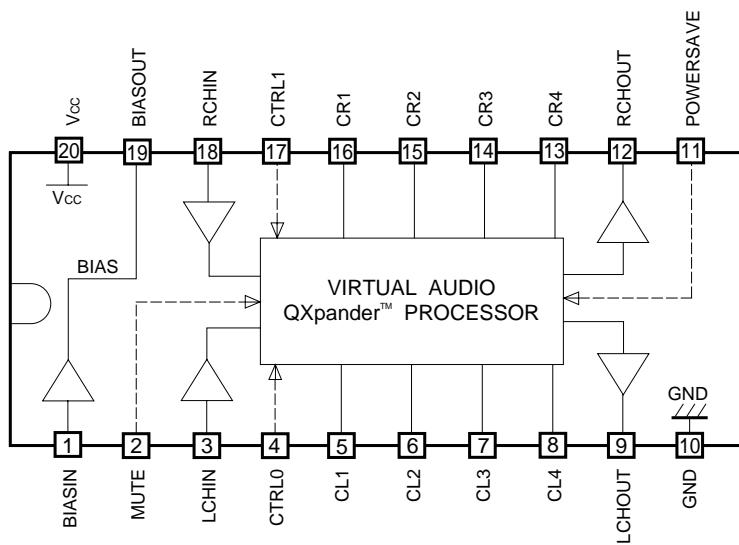 Vcc
BIASOUT
RCHIN
CTRL1
CR1
CR2
CR3
CR4
RCHOUT
POWERSAVE
20
19
18
17
16
15
14
13
12
11
Vcc
BIAS
VIRTUAL AUDIO
QXpander™ PROCESSOR
GND
1
2
3
4
5
6
7
8
9
10
BIASIN
MUTE
LCHIN
CTRL0
CL1
CL2
CL3
CL4
LCHOUT
GND